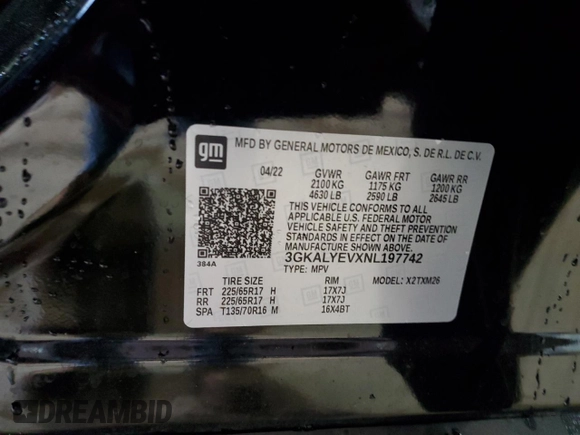 gm
MFD BY GENERAL MOTORS DE MEXICO, S. DE R.L. DE C.V.
04/22 GVWR GAWR FRT GAWR RR
2100 KG 1175 KG 1200 KG
4630 LB 2590 LB 2645 LB
THIS VEHICLE CONFORMS TO ALL
APPLICABLE U.S. FEDERAL MOTOR
VEHICLE SAFETY AND THEFT PREVENTION
STANDARDS IN EFFECT ON THE DATE OF
MANUFACTURE SHOWN ABOVE.
3GKALYEVXNL197742
384A
TYPE: MPV MODEL: X2TXM26
TIRE SIZE RIM
FRT 225/65R17 H 17X7J
RR 225/65R17 H 17X7J
SPA T135/70R16 M 16X4BT
DREAMBID